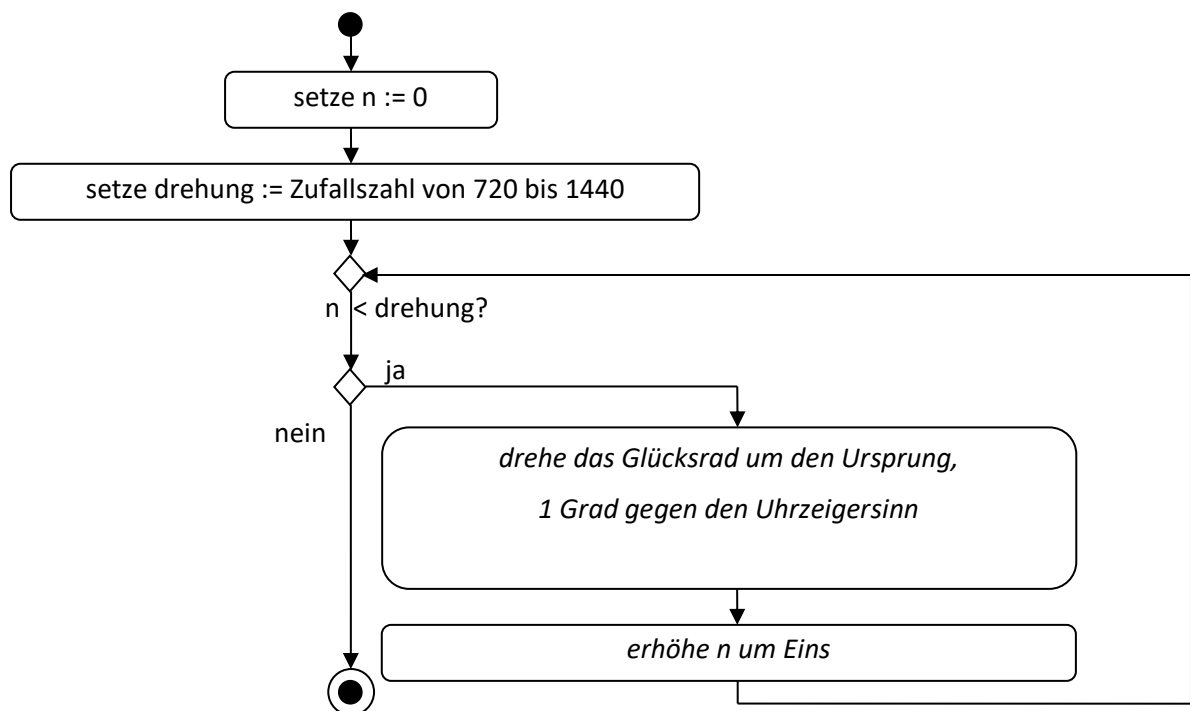 setze n := 0
setze drehung := Zufallszahl von 720 bis 1440
n < drehung?
ja
nein
drehe das Glücksrad um den Ursprung,
1 Grad gegen den Uhrzeigersinn
erhöhe n um Eins